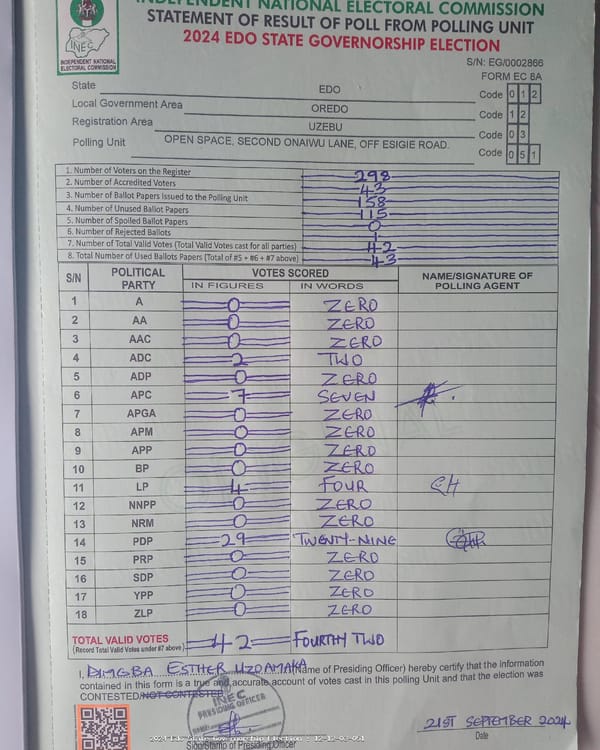 INDEPENDENT NATIONAL ELECTORAL COMMISSION
STATEMENT OF RESULT OF POLL FROM POLLING UNIT
2024 EDO STATE GOVERNORSHIP ELECTION
INEC
INDEPENDENT NATIONAL
ELECTORAL COMMISSION
S/N: EG/0002866
FORM EC 8A
State EDO Code 0 1 2
Local Government Area OREDO Code 1 2
Registration Area UZEBU Code 0 3
Polling Unit OPEN SPACE, SECOND ONAIWU LANE, OFF ESIGIE ROAD. Code 0 5 1
1. Number of Voters on the Register 298
2. Number of Accredited Voters 43
3. Number of Ballot Papers Issued to the Polling Unit 158
4. Number of Unused Ballot Papers 115
5. Number of Spoiled Ballot Papers 0
6. Number of Rejected Ballots 1
7. Number of Total Valid Votes (Total Valid Votes cast for all parties) 42
8. Total Number of Used Ballots Papers (Total of #5 + #6 + #7 above) 43
S/N POLITICAL PARTY VOTES SCORED NAME/SIGNATURE OF POLLING AGENT
IN FIGURES IN WORDS
1 A 0 ZERO
2 AA 0 ZERO
3 AAC 0 ZERO
4 ADC 2 TWO
5 ADP 0 ZERO
6 APC 7 SEVEN
7 APGA 0 ZERO
8 APM 0 ZERO
9 APP 0 ZERO
10 BP 0 ZERO
11 LP 4 FOUR
12 NNPP 0 ZERO
13 NRM 0 ZERO
14 PDP 29 TWENTY-NINE
15 PRP 0 ZERO
16 SDP 0 ZERO
17 YPP 0 ZERO
18 ZLP 0 ZERO
TOTAL VALID VOTES 42 FOURTH TWO
(Record Total Valid Votes under #7 above)
I, DIMGBA ESTHER UZOAMAKA (Name of Presiding Officer) hereby certify that the information
contained in this form is a true and accurate account of votes cast in this polling Unit and that the election was
CONTESTED/NOT CONTESTED
INEC
PRESIDING OFFICER
21ST SEPTEMBER 2024
Date
Sign/Stamp of Presiding Officer